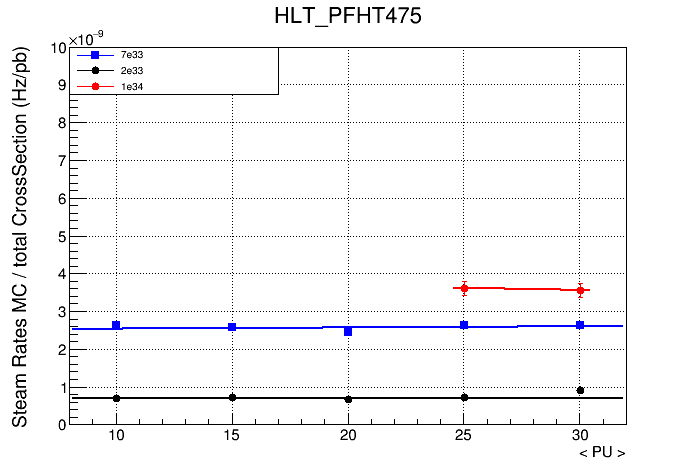 HLT_PFHT475
×10⁻⁹
Steam Rates MC / total CrossSection (Hz/pb)
7e33
2e33
1e34
10
9
8
7
6
5
4
3
2
1
0
10 15 20 25 30
< PU >